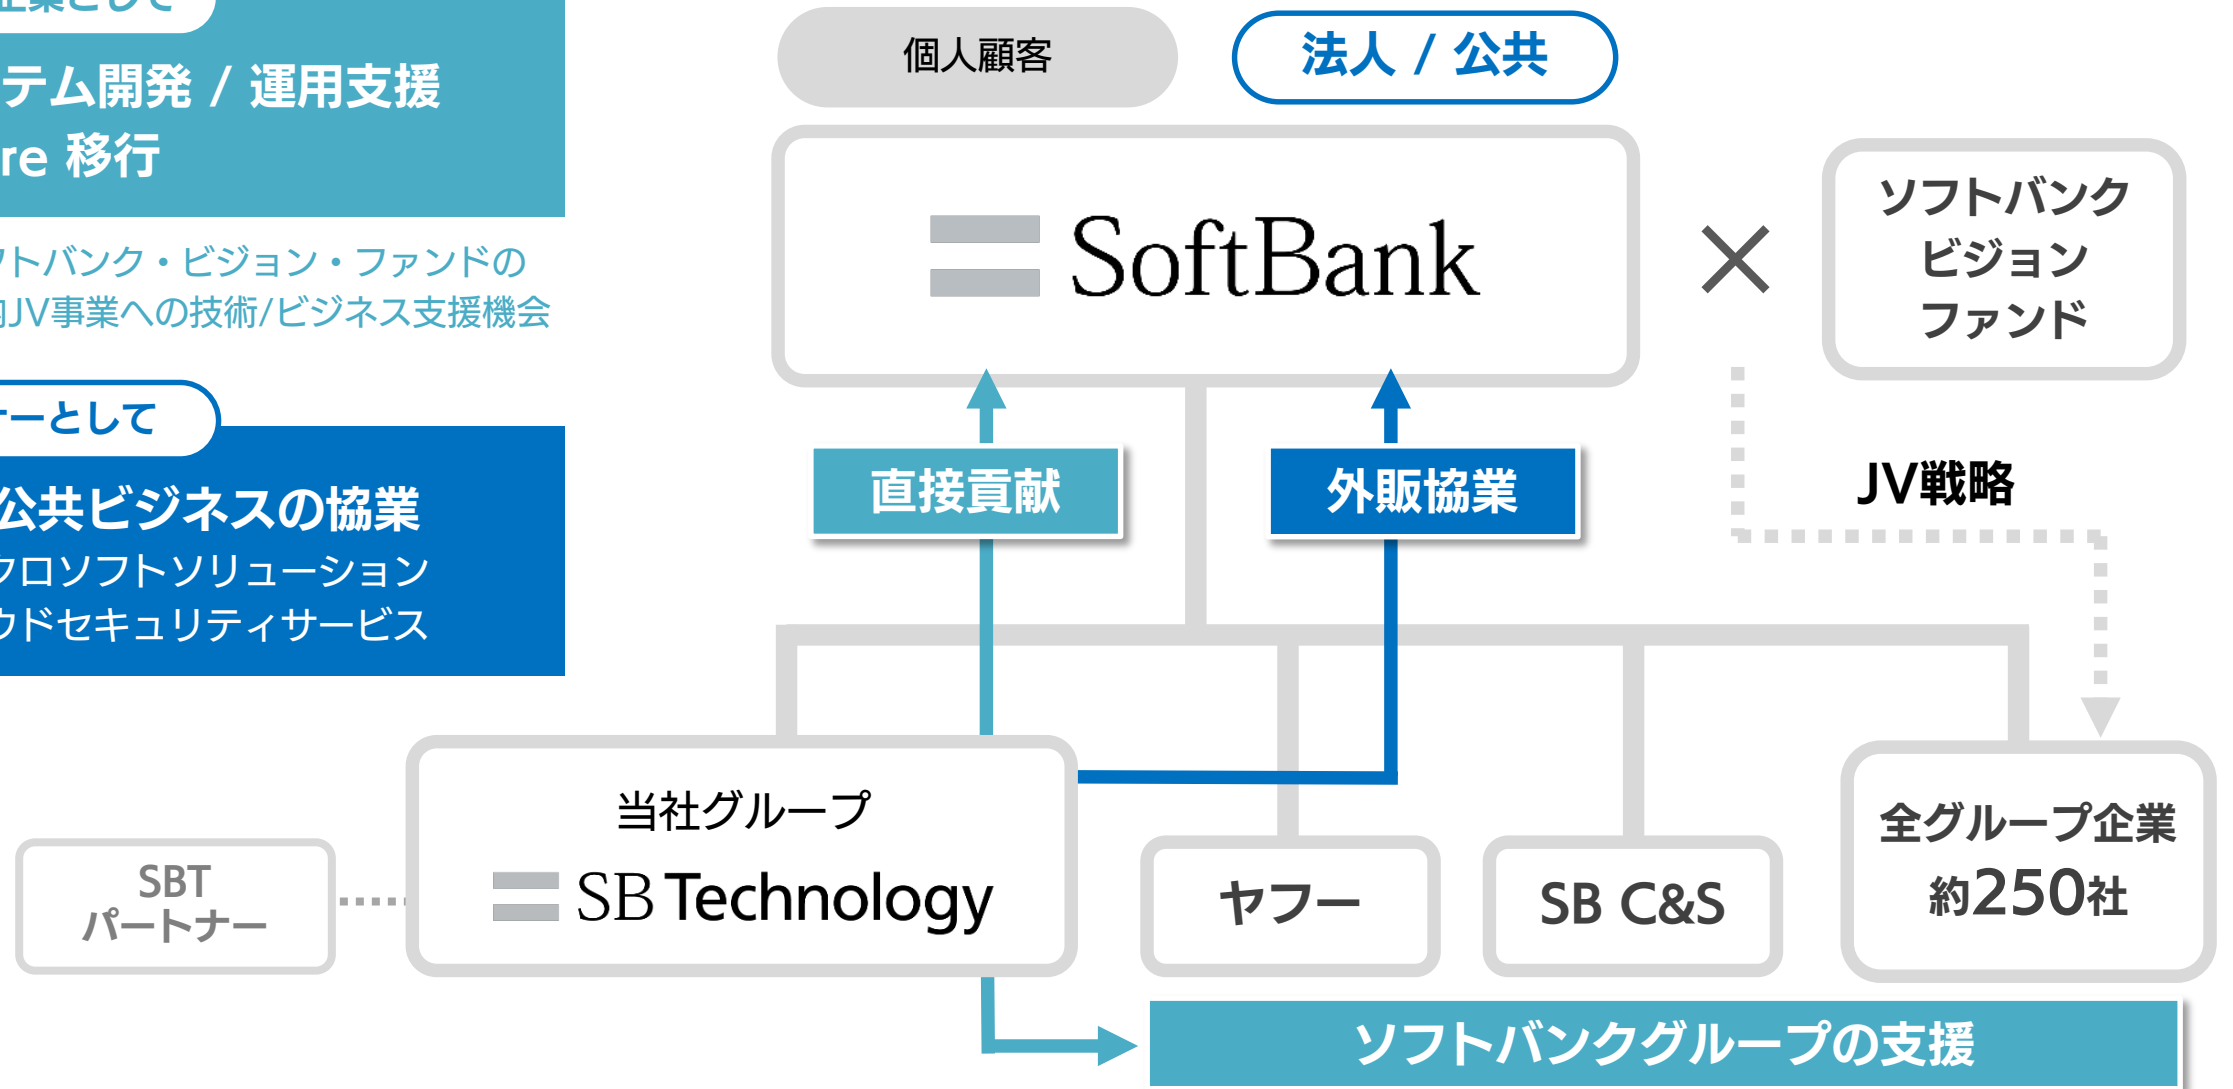 企業として
テム開発 / 運用支援
re 移行
フトバンク・ビジョン・ファンドの
JV事業への技術/ビジネス支援機会
ナーとして
公共ビジネスの協業
クロソフトソリューション
ウドセキュリティサービス
個人顧客
法人 / 公共
SoftBank
ソフトバンク
ビジョン
ファンド
直接貢献
外販協業
JV戦略
当社グループ
SB Technology
SBT
パートナー
ヤフー
SB C&S
全グループ企業
約250社
ソフトバンクグループの支援